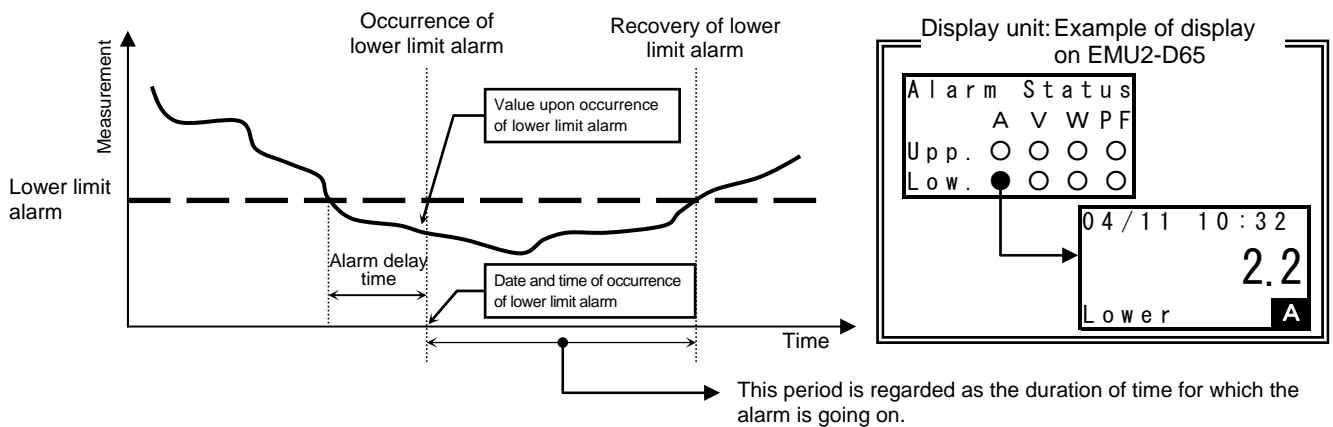 Occurrence of
lower limit alarm
Recovery of lower
limit alarm
Measurement
Value upon occurrence
of lower limit alarm
Lower limit
alarm
Alarm delay
time
Date and time of occurrence
of lower limit alarm
Time
This period is regarded as the duration of time for which the
alarm is going on.
Display unit: Example of display
on EMU2-D65
Alarm Status
A V W PF
Upp. ○ ○ ○ ○
Low. ● ○ ○ ○
04/11 10:32
2.2
Lower A